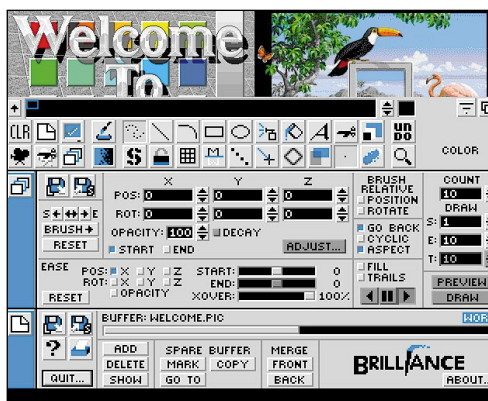 Welcome
To
CLR
A
UN
DO
COLOR
X Y Z
POS: 0 0 0
ROT: 0 0 0
OPACITY: 100 DECAY
START END
ADJUST...
S E
BRUSH
RESET
BRUSH
RELATIVE
POSITION
ROTATE
GO BACK
CYCLIC
ASPECT
FILL
TRAILS
COUNT
10
DRAW
S: 1
E: 10
T: 10
PREVIEW
DRAW
EASE POS: X Y Z START: 0
ROT: X Y Z END: 0
OPACITY XOVER: 100%
RESET
BUFFER: WELCOME.PIC
WOR
?
QUIT...
ADD
DELETE
SHOW
SPARE BUFFER
MARK COPY
GO TO
MERGE
FRONT
BACK
BRILLIANCE
ABOUT..